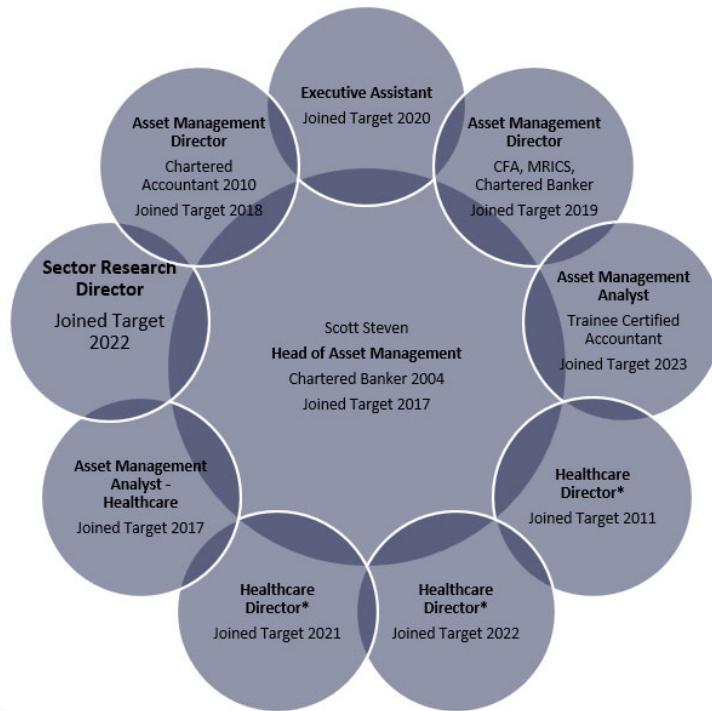 Executive Assistant
Joined Target 2020
Asset Management
Director
CFA, MRICS,
Chartered Banker
Joined Target 2019
Asset Management
Analyst
Trainee Certified
Accountant
Joined Target 2023
Healthcare
Director*
Joined Target 2011
Healthcare
Director*
Joined Target 2022
Healthcare
Director*
Joined Target 2021
Asset Management
Analyst -
Healthcare
Joined Target 2017
Sector Research
Director
Joined Target
2022
Asset Management
Director
Chartered
Accountant 2010
Joined Target 2018
Scott Steven
Head of Asset Management
Chartered Banker 2004
Joined Target 2017